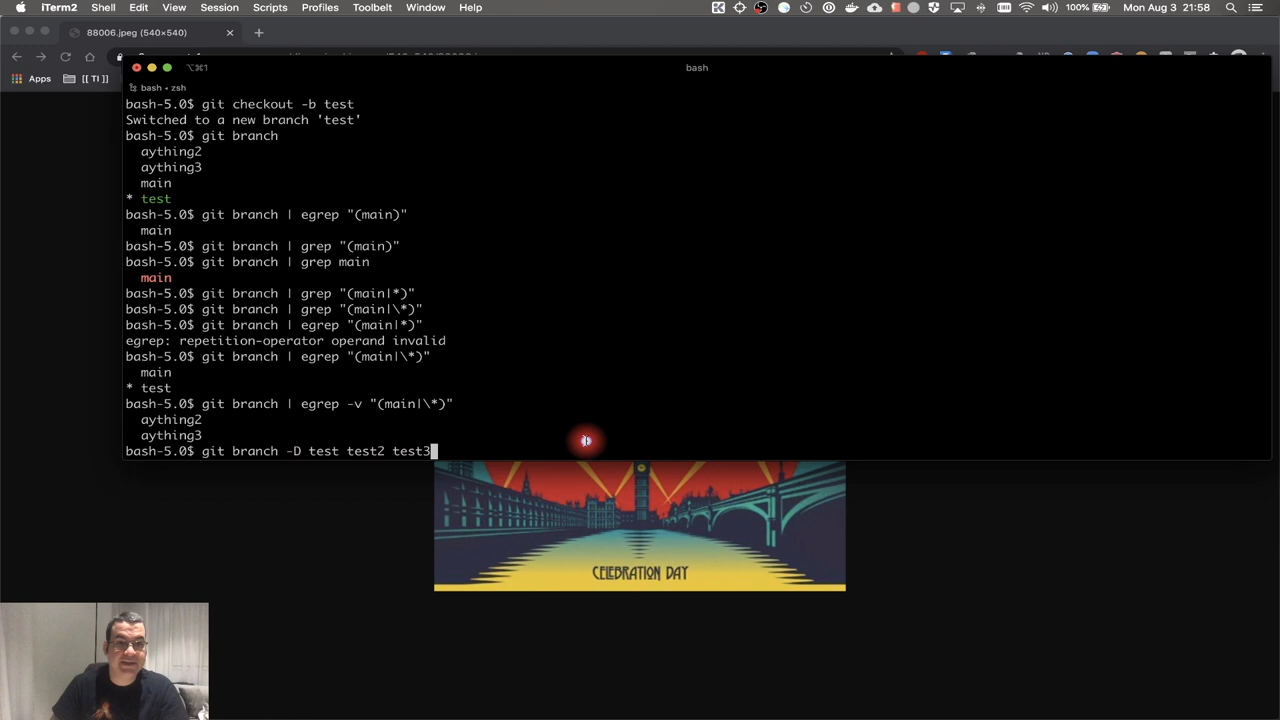 iTerm2 Shell Edit View Session Scripts Profiles Toolbelt Window Help 100% Mon Aug 3 21:58
88006.jpeg (540×540)
Apps [[ TI ]]
⌥⌘1 bash
bash • zsh
bash-5.0$ git checkout -b test
Switched to a new branch 'test'
bash-5.0$ git branch
aything2
aything3
main
* test
bash-5.0$ git branch | egrep "(main)"
main
bash-5.0$ git branch | grep "(main)"
bash-5.0$ git branch | grep main
main
bash-5.0$ git branch | grep "(main|*)"
bash-5.0$ git branch | grep "(main|\*)"
bash-5.0$ git branch | egrep "(main|*)"
egrep: repetition-operator operand invalid
bash-5.0$ git branch | egrep "(main|\*)"
main
* test
bash-5.0$ git branch | egrep -v "(main|\*)"
aything2
aything3
bash-5.0$ git branch -D test test2 test3
CELEBRATION DAY